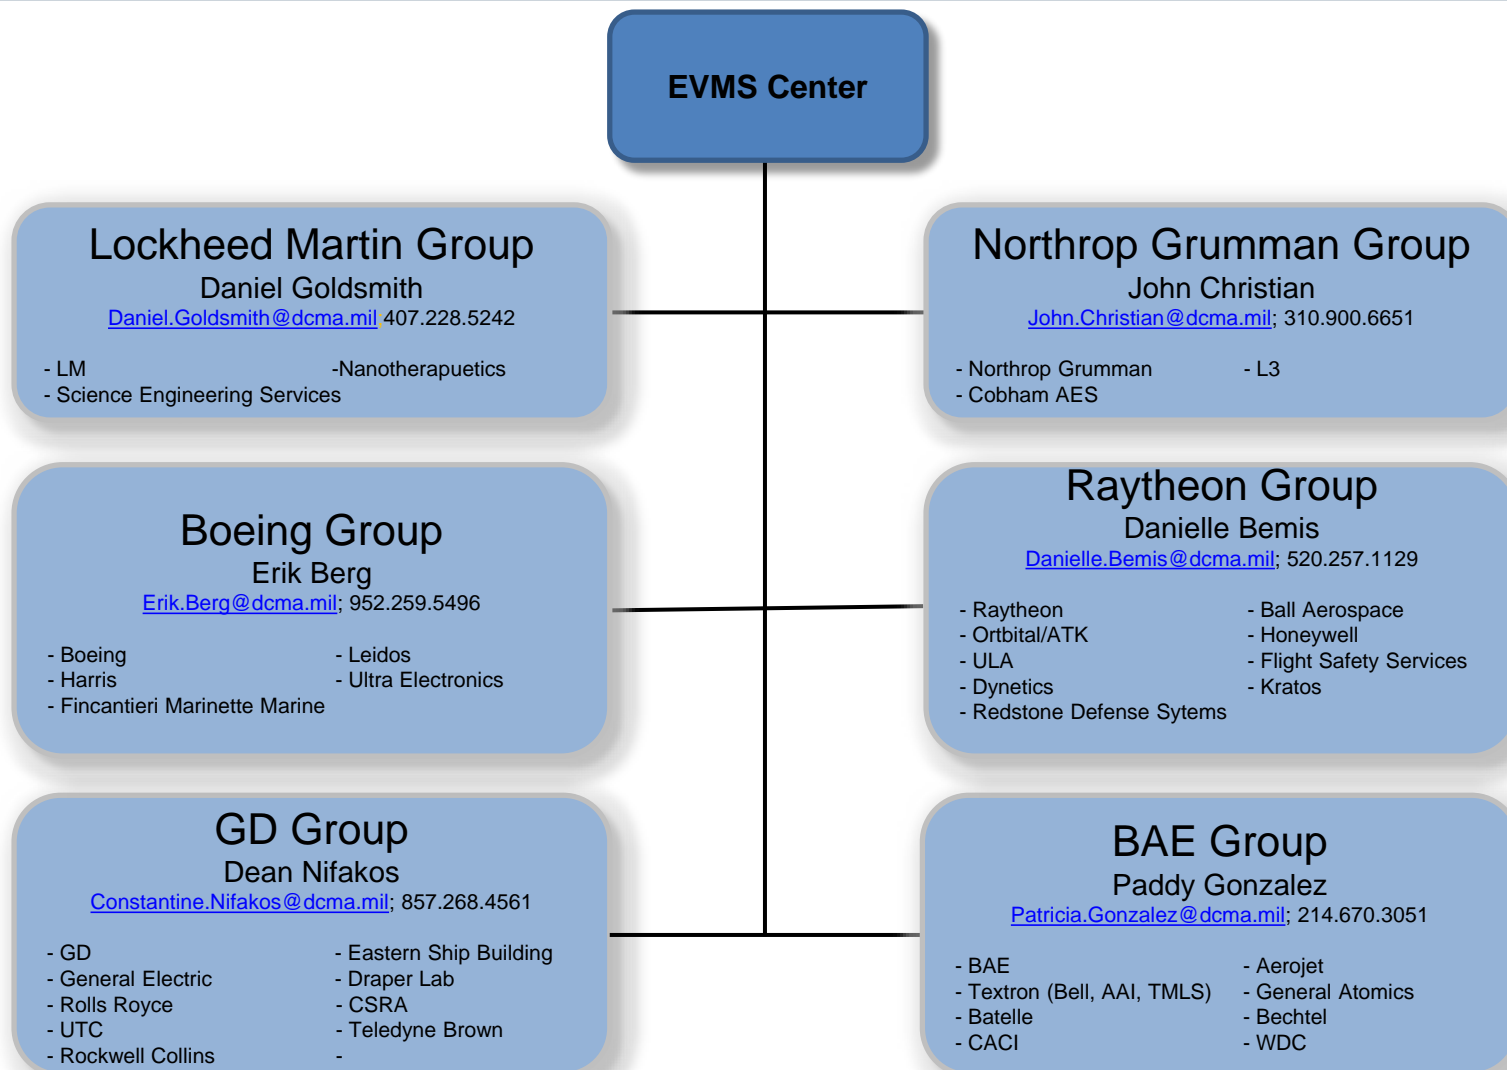 EVMS Center
Lockheed Martin Group
Daniel Goldsmith
Daniel.Goldsmith@dcma.mil;407.228.5242
- LM -Nanotherapuetics
- Science Engineering Services
Northrop Grumman Group
John Christian
John.Christian@dcma.mil; 310.900.6651
- Northrop Grumman - L3
- Cobham AES
Boeing Group
Erik Berg
Erik.Berg@dcma.mil; 952.259.5496
- Boeing - Leidos
- Harris - Ultra Electronics
- Fincantieri Marinette Marine
Raytheon Group
Danielle Bemis
Danielle.Bemis@dcma.mil; 520.257.1129
- Raytheon - Ball Aerospace
- Ortbital/ATK - Honeywell
- ULA - Flight Safety Services
- Dynetics - Kratos
- Redstone Defense Sytems
GD Group
Dean Nifakos
Constantine.Nifakos@dcma.mil; 857.268.4561
- GD - Eastern Ship Building
- General Electric - Draper Lab
- Rolls Royce - CSRA
- UTC - Teledyne Brown
- Rockwell Collins -
BAE Group
Paddy Gonzalez
Patricia.Gonzalez@dcma.mil; 214.670.3051
- BAE - Aerojet
- Textron (Bell, AAI, TMLS) - General Atomics
- Batelle - Bechtel
- CACI - WDC